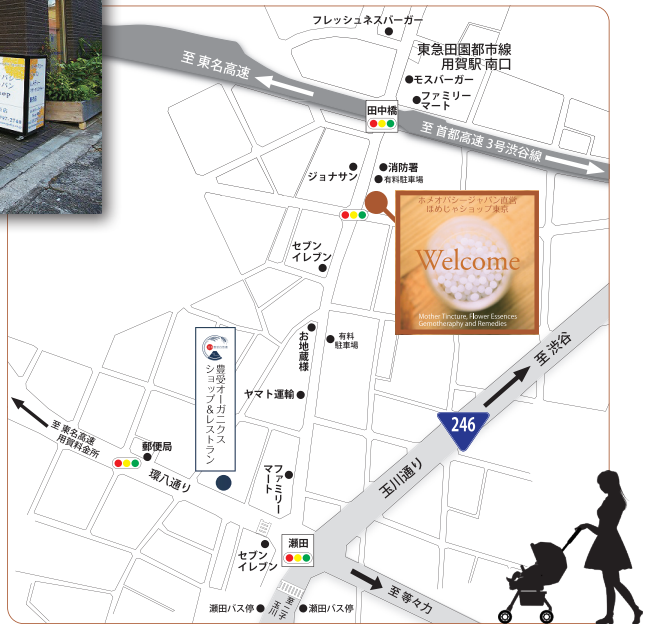 フレッシュネスバーガー
東急田園都市線
用賀駅 南口
至 東名高速
モスバーガー
ファミリー
マート
田中橋
至 首都高速 3号渋谷線
ジョナサン
消防署
有料駐車場
ホメオパシージャパン直営
ほめじゃショップ東京
Welcome
Mother Tincture, Flower Essences
Gemmotheraphy and Remedies
セブン
イレブン
お地蔵様
有料
駐車場
至 渋谷
豊受オーガニクス
ショップ&レストラン
ヤマト運輸
246
至 東名高速
用賀料金所
郵便局
環八通り
ファミリー
マート
玉川通り
瀬田
セブン
イレブン
至 等々力
瀬田バス停
至 二子
玉川
瀬田バス停